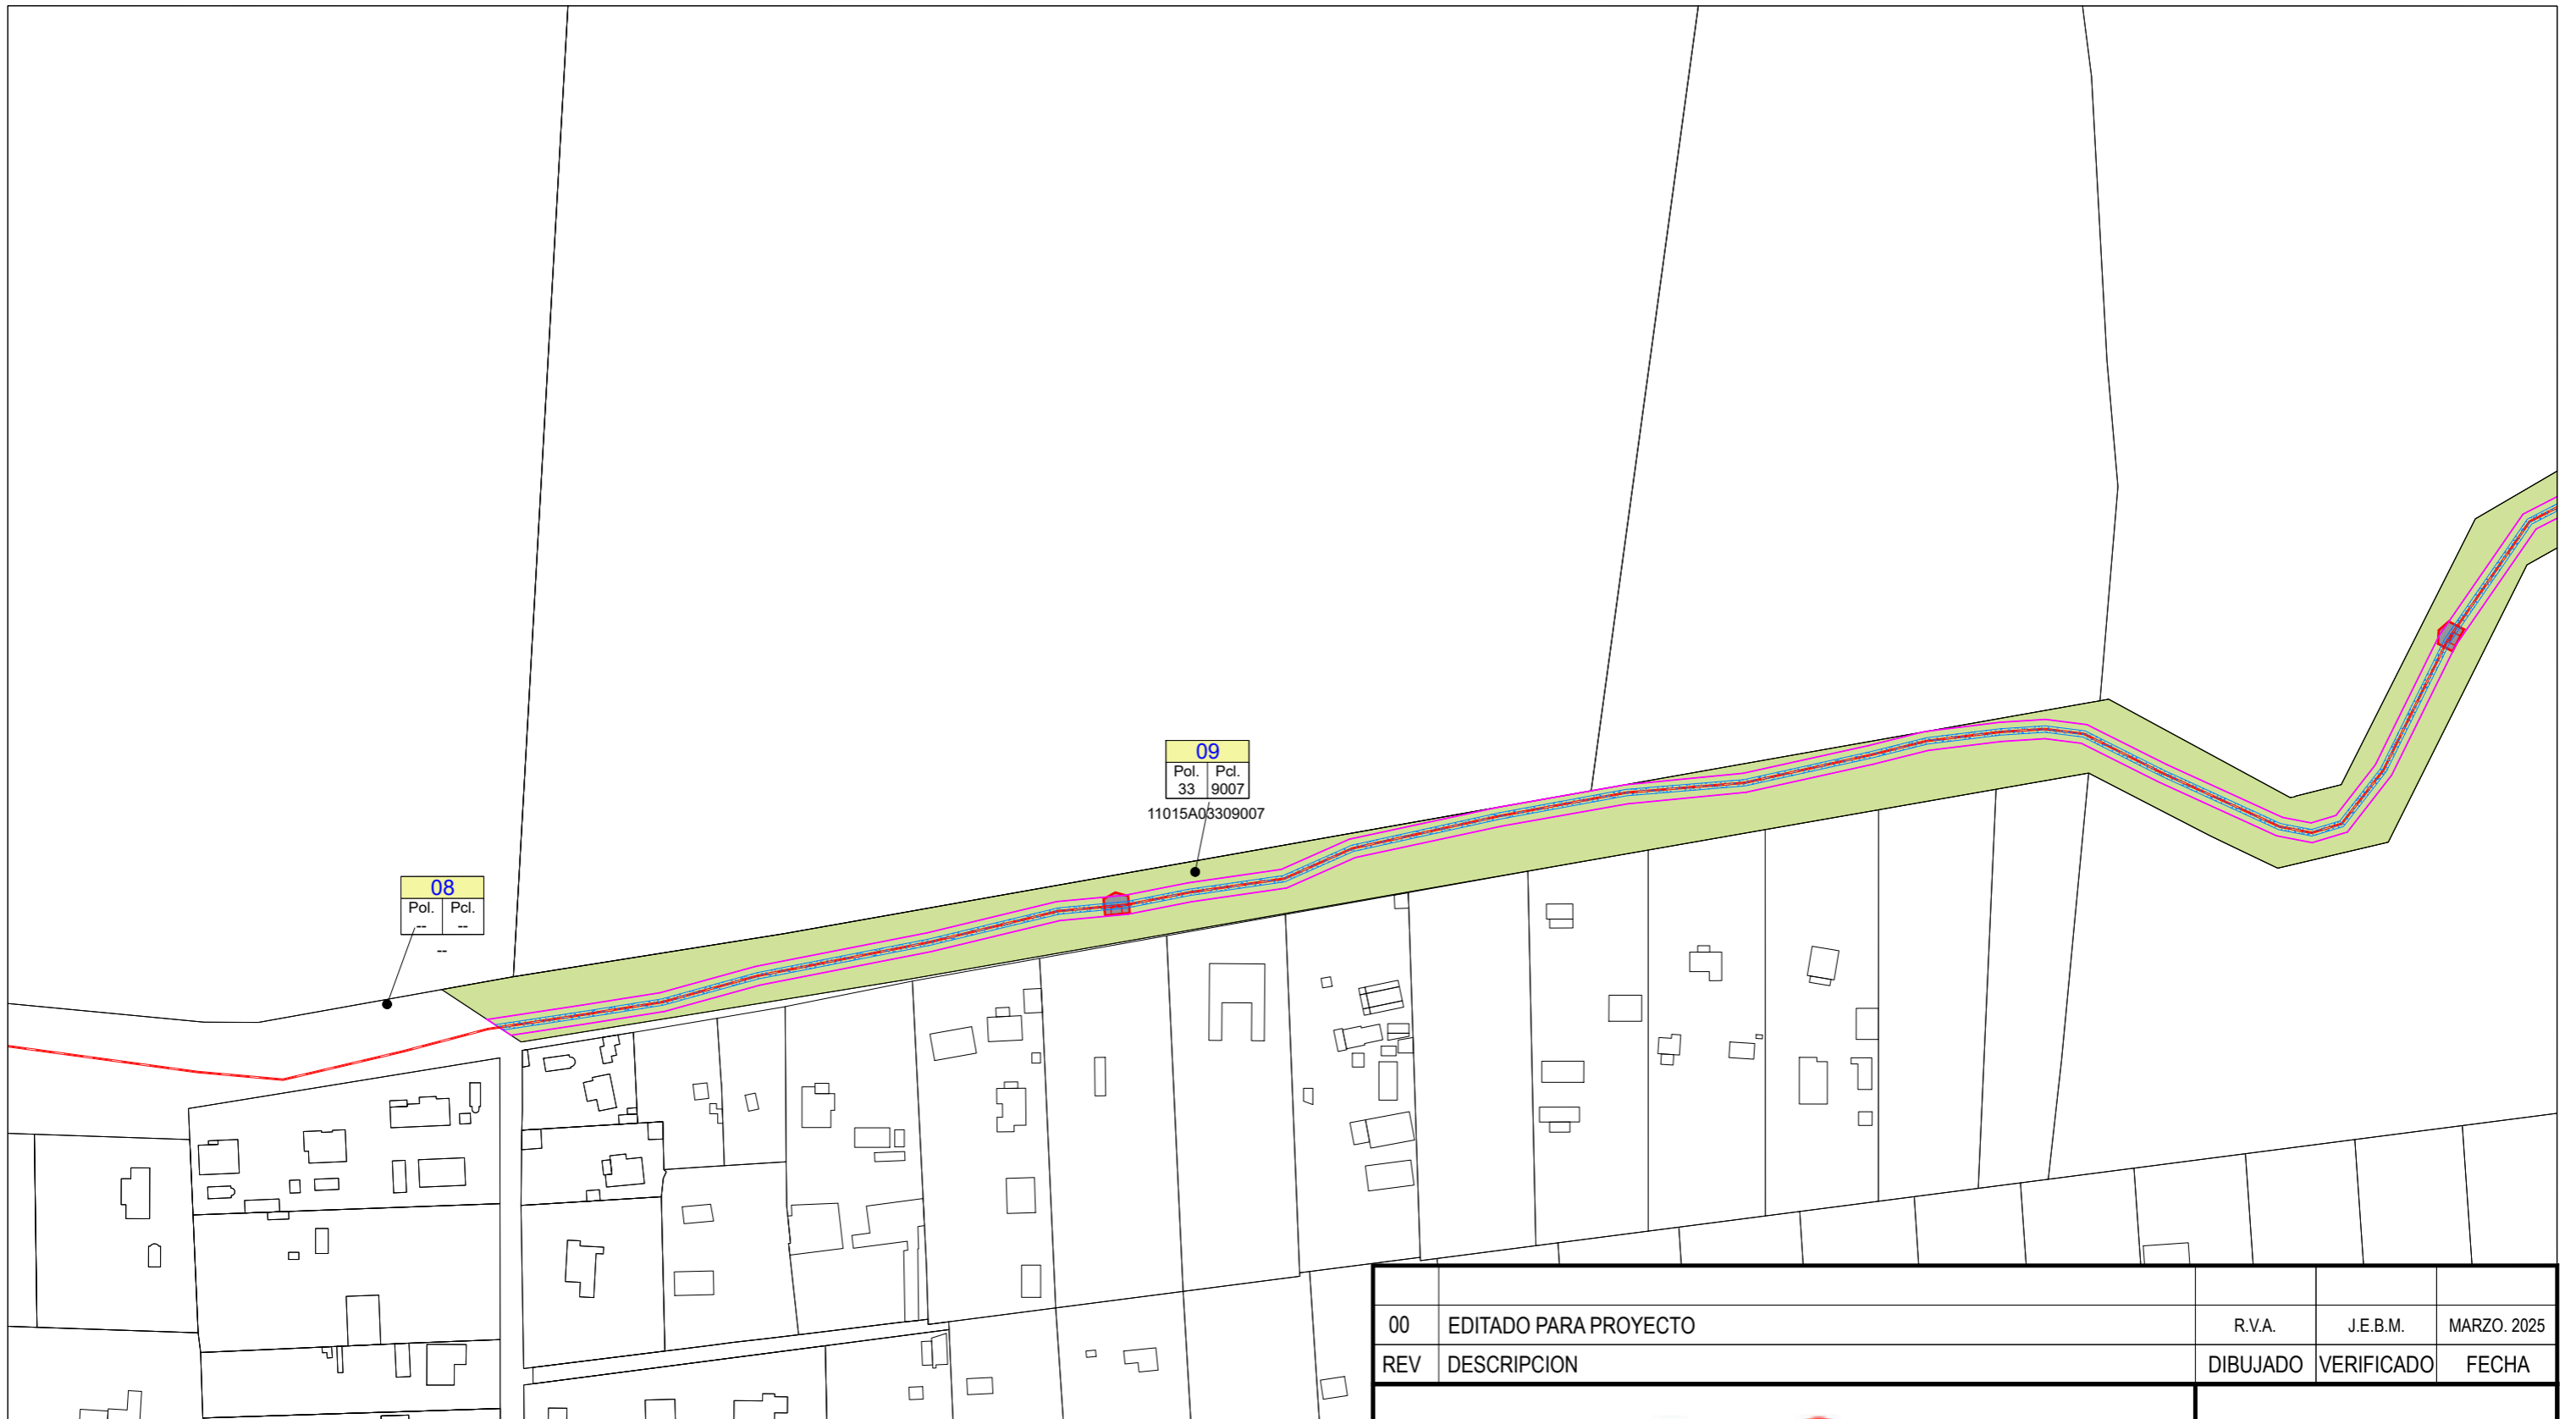 09
Pol. Pcl.
33 9007
11015A03309007
08
Pol. Pcl.
-- --
--
00 EDITADO PARA PROYECTO R.V.A. J.E.B.M. MARZO. 2025
REV DESCRIPCION DIBUJADO VERIFICADO FECHA